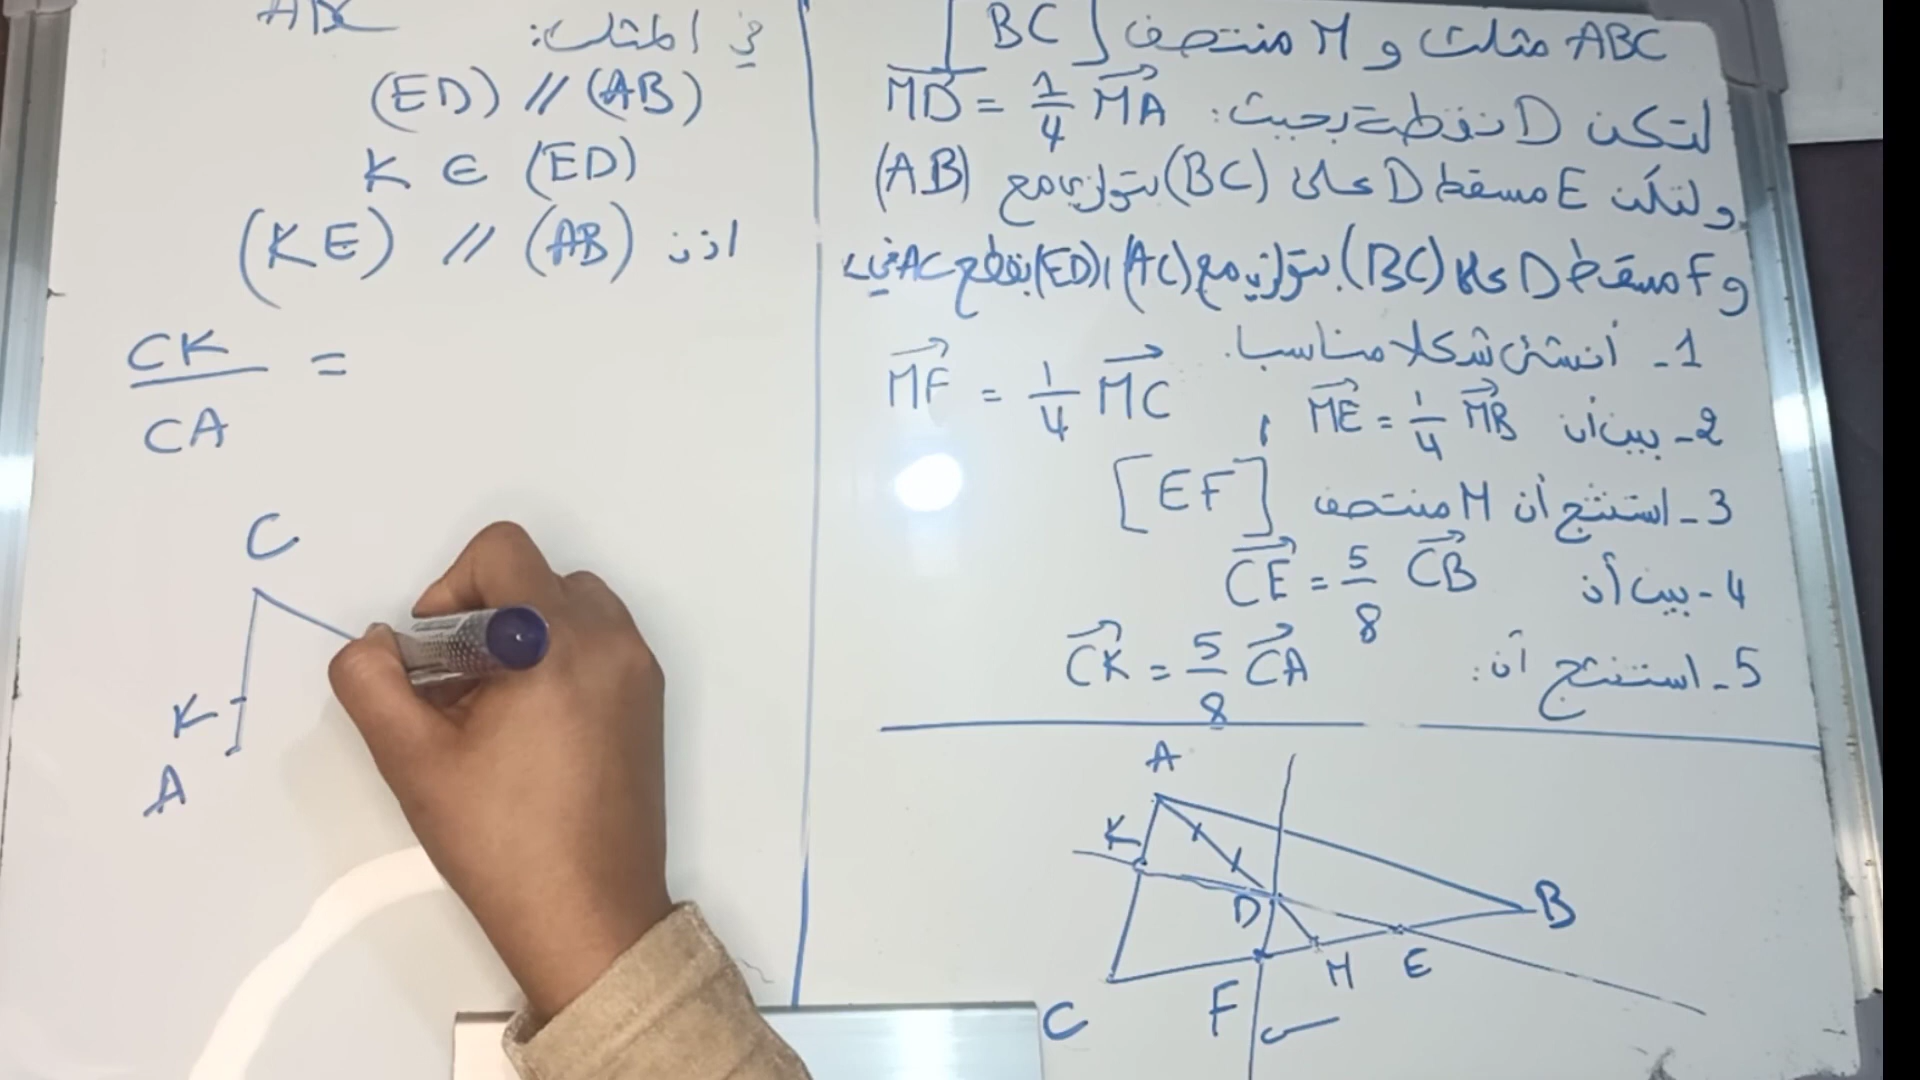 ABC مثلث و M منتصف [BC]
لتكن D نقطة بحيث: MD = 1/4 MA
ولتكن E مسقط D على (BC) بتوازي مع (AB)
و F مسقط D على (BC) بتوازي مع (AC)، (ED) يقطع AC في K
1- أنشئ شكلا مناسبا.
2- بين أن ME = 1/4 MB ، MF = 1/4 MC
3- استنتج أن M منتصف [EF]
4- بين أن CE = 5/8 CB
5- استنتج أن: CK = 5/8 CA
A
K
D
B
F
M
E
C
في المثلث: ABC
(ED) // (AB)
K ∈ (ED)
اذن (KE) // (AB)
CK/CA =
C
K
A